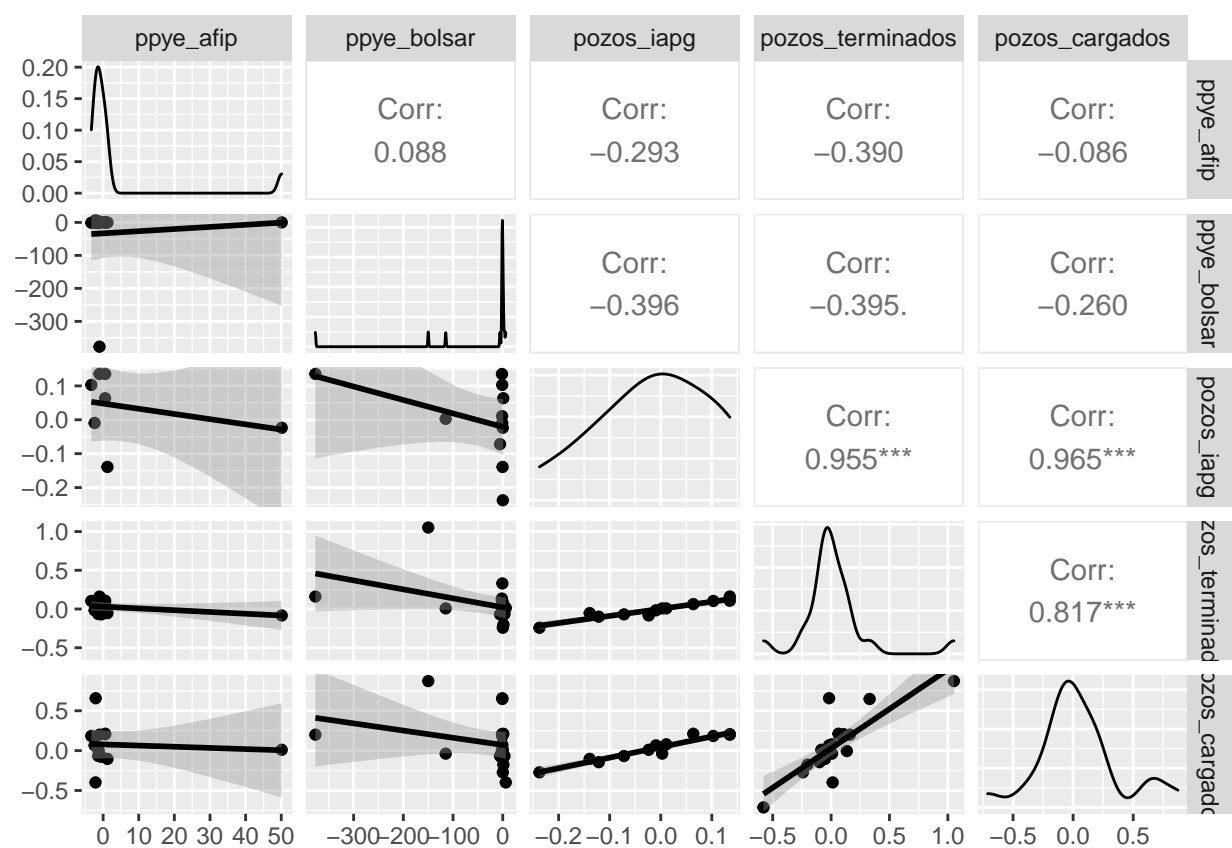 ppye_afip ppye_bolsar pozos_iapg pozos_terminados pozos_cargados
0.20
0.15
0.10
0.05
0.00
Corr:
0.088
Corr:
−0.293
Corr:
−0.390
Corr:
−0.086
ppye_afip
0
−100
−200
−300
Corr:
−0.396
Corr:
−0.395.
Corr:
−0.260
ppye_bolsar
0.1
0.0
−0.1
−0.2
Corr:
0.955***
Corr:
0.965***
pozos_iapg
1.0
0.5
0.0
−0.5
Corr:
0.817***
ozos_terminad
0.5
0.0
−0.5
ozos_cargado
0 10 20 30 40 50 −300 −200 −100 0 −0.2 −0.1 0.0 0.1 −0.5 0.0 0.5 1.0 −0.5 0.0 0.5